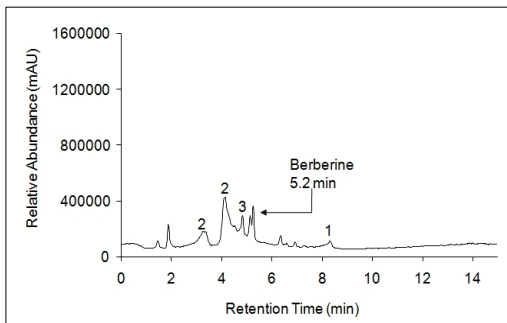 Relative Abundance (mAU)
1600000
1200000
800000
400000
0
Berberine
5.2 min
2
2
3
1
0 2 4 6 8 10 12 14
Retention Time (min)